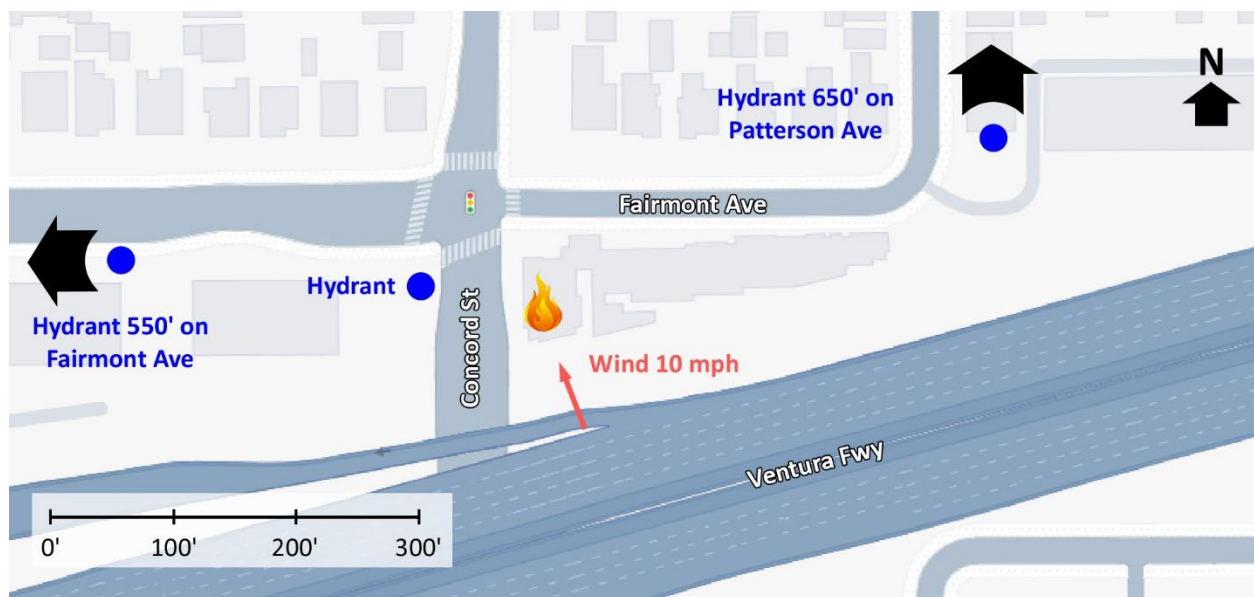 Hydrant 650' on
Patterson Ave
N
Fairmont Ave
Hydrant
Hydrant 550' on
Fairmont Ave
Concord St
Wind 10 mph
Ventura Fwy
0' 100' 200' 300'